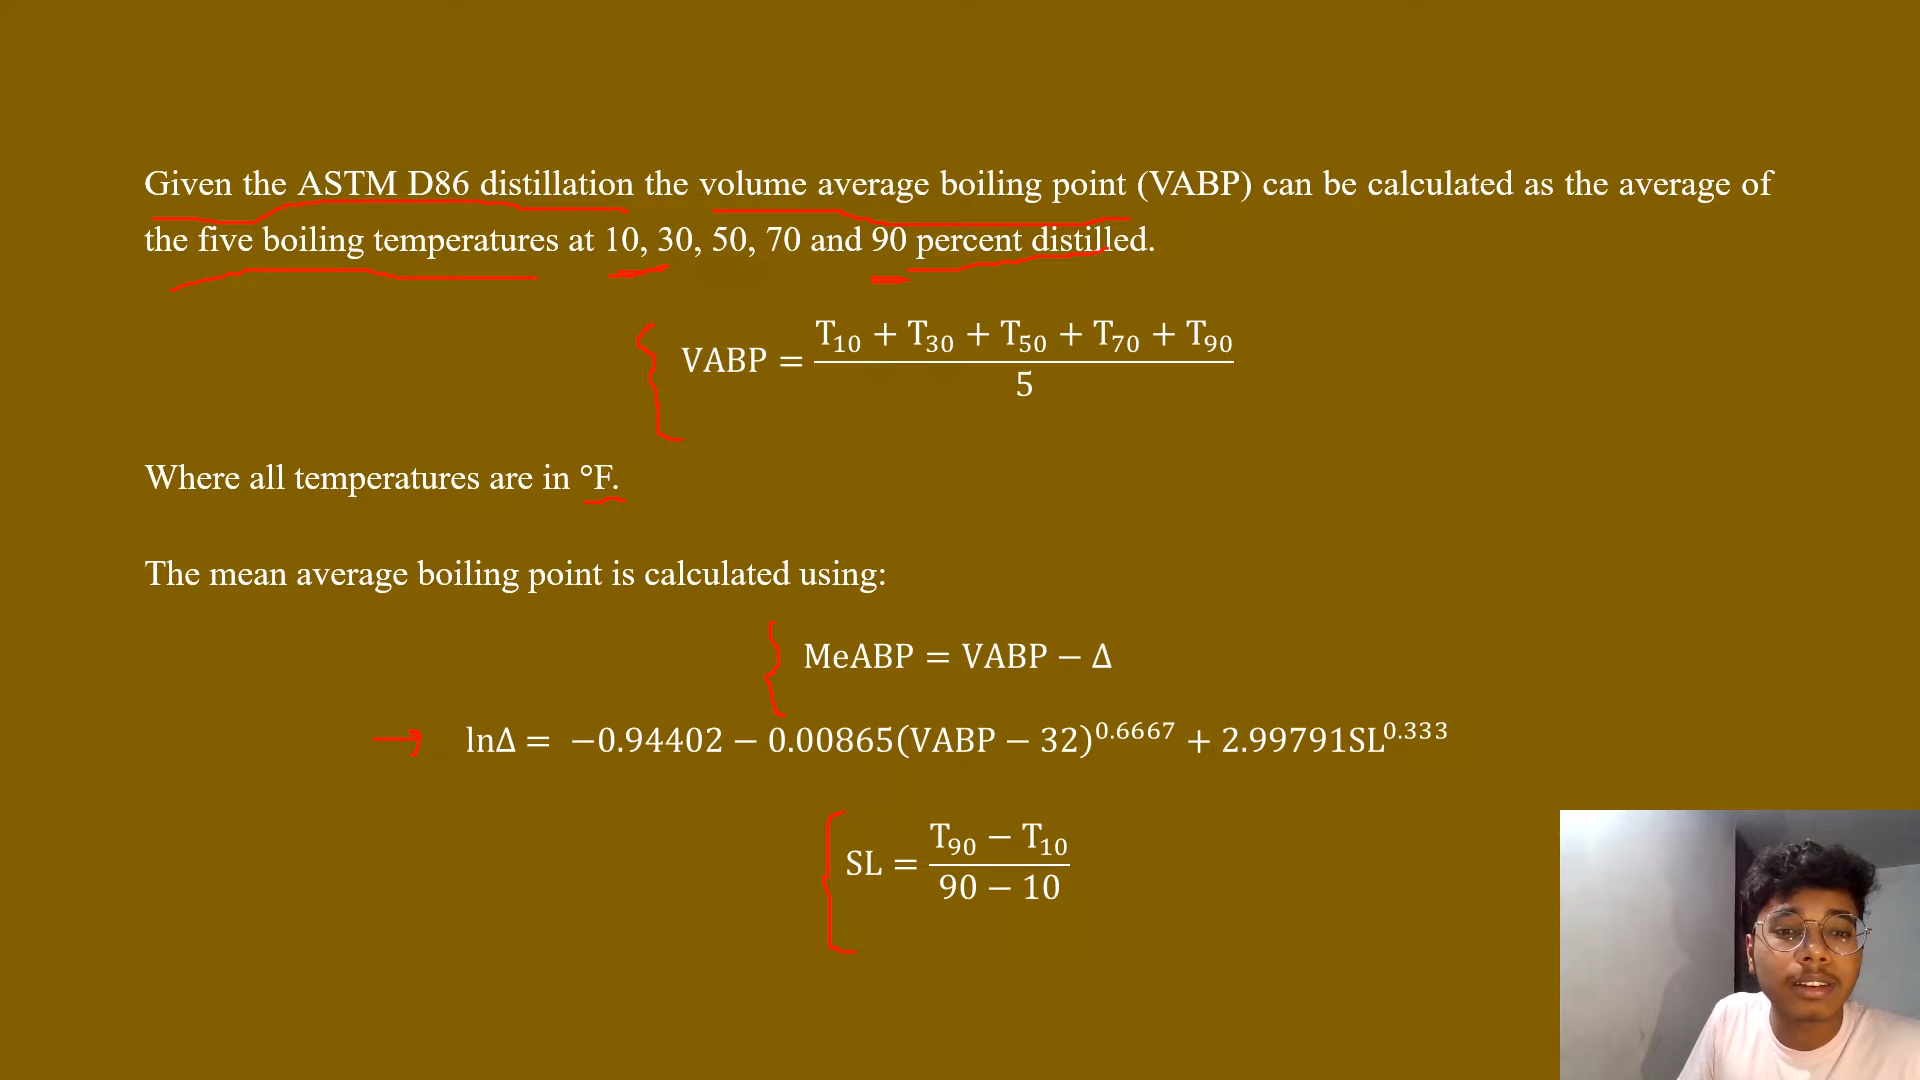 Given the ASTM D86 distillation the volume average boiling point (VABP) can be calculated as the average of
the five boiling temperatures at 10, 30, 50, 70 and 90 percent distilled.
VABP = (T₁₀ + T₃₀ + T₅₀ + T₇₀ + T₉₀) / 5
Where all temperatures are in °F.
The mean average boiling point is calculated using:
MeABP = VABP − Δ
lnΔ = −0.94402 − 0.00865(VABP − 32)^0.6667 + 2.99791SL^0.333
SL = (T₉₀ − T₁₀) / (90 − 10)